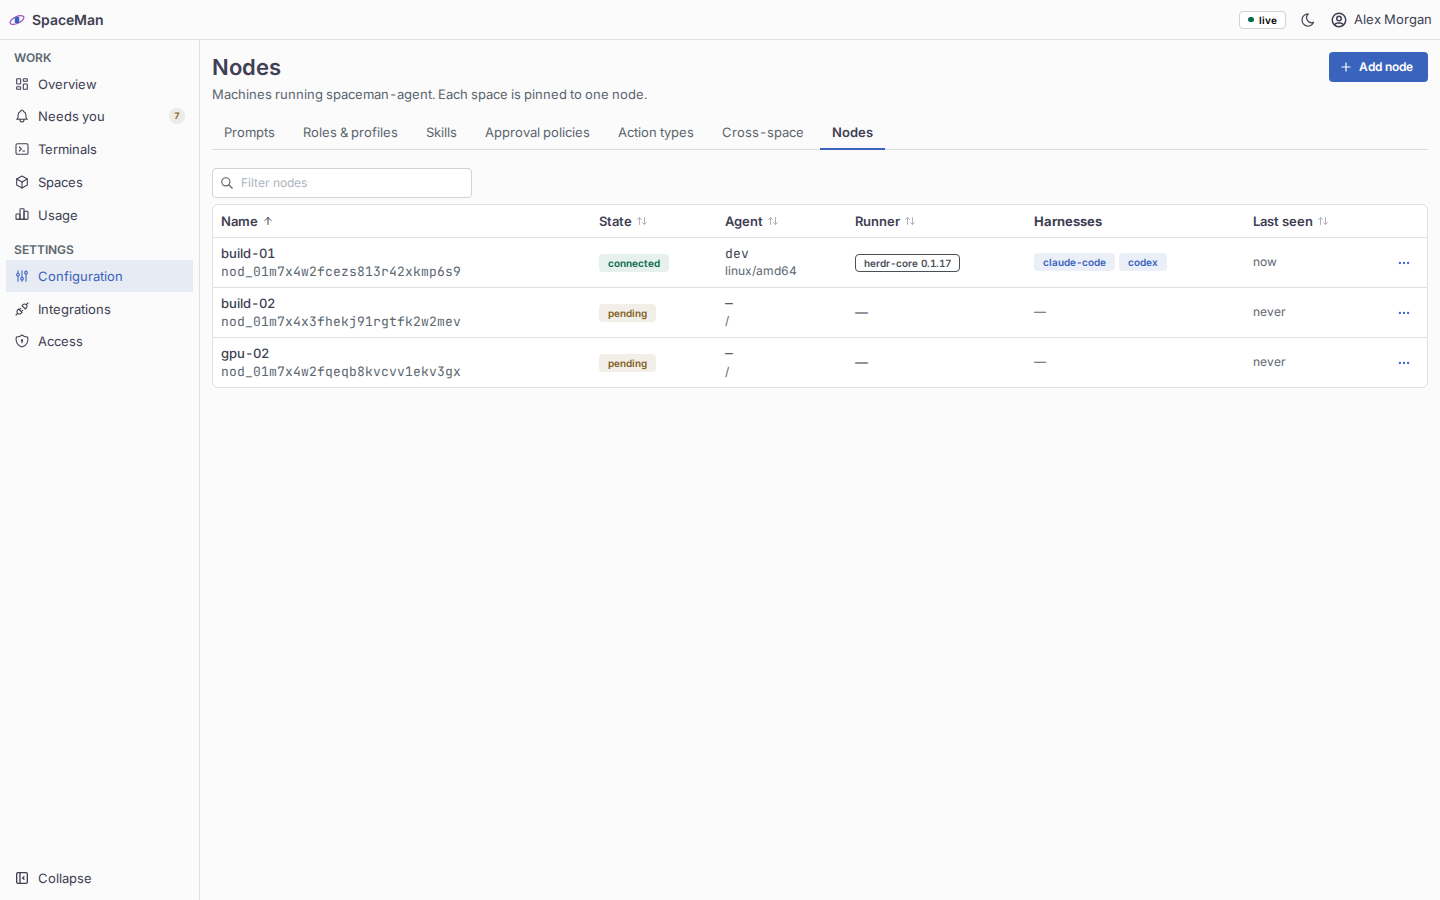 SpaceMan
live
Alex Morgan
WORK
Overview
Needs you 7
Terminals
Spaces
Usage
SETTINGS
Configuration
Integrations
Access
Collapse
Nodes
Add node
Machines running spaceman-agent. Each space is pinned to one node.
Prompts Roles & profiles Skills Approval policies Action types Cross-space Nodes
Filter nodes
Name State Agent Runner Harnesses Last seen
build-01
nod_01m7x4w2fcezs813r42xkmp6s9
connected
dev
linux/amd64
herdr-core 0.1.17
claude-code codex
now
build-02
nod_01m7x4x3fhekj91rgtfk2w2mev
pending
—
/
—
—
never
gpu-02
nod_01m7x4w2fqeqb8kvcvv1ekv3gx
pending
—
/
—
—
never